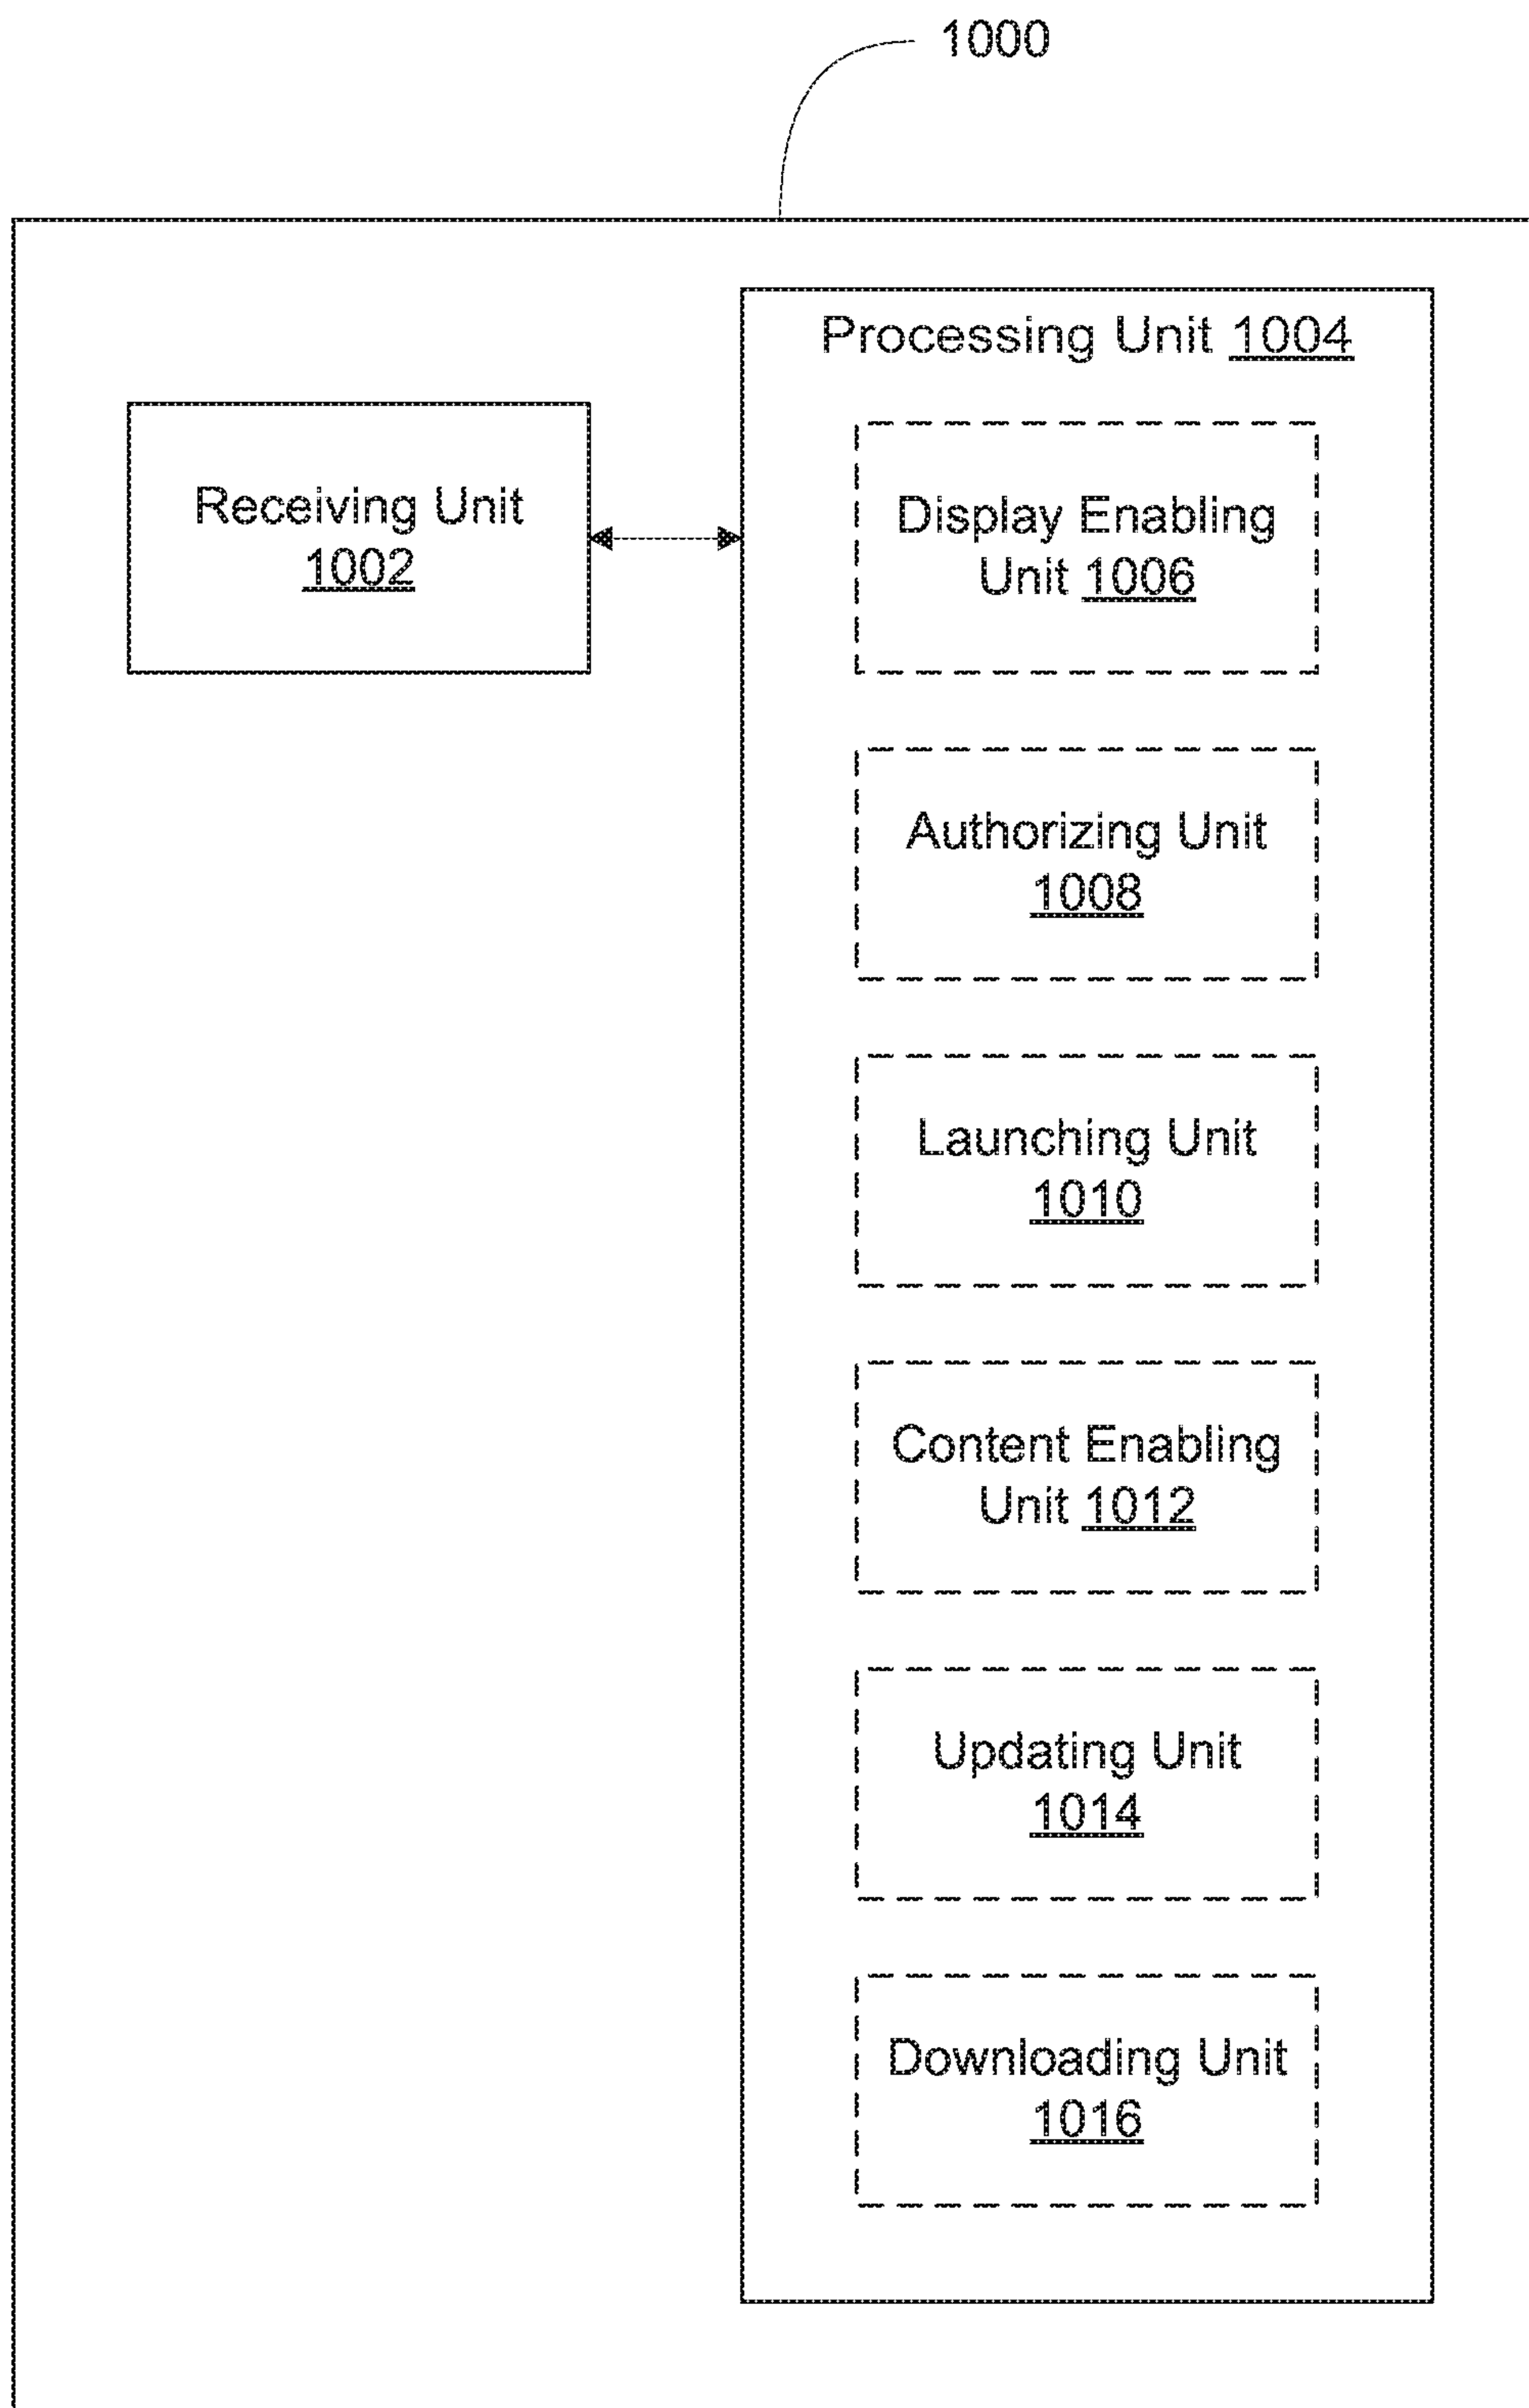 1000
Processing Unit 1004
Receiving Unit
1002
Display Enabling
Unit 1006
Authorizing Unit
1008
Launching Unit
1010
Content Enabling
Unit 1012
Updating Unit
1014
Downloading Unit
1016